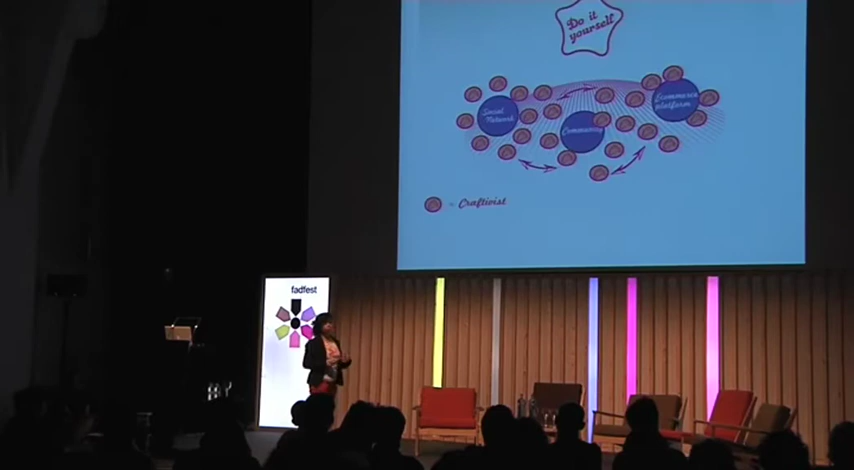 Do it
yourself
Social
Network
Community
Ecommerce
platform
= Craftivist
fadfest